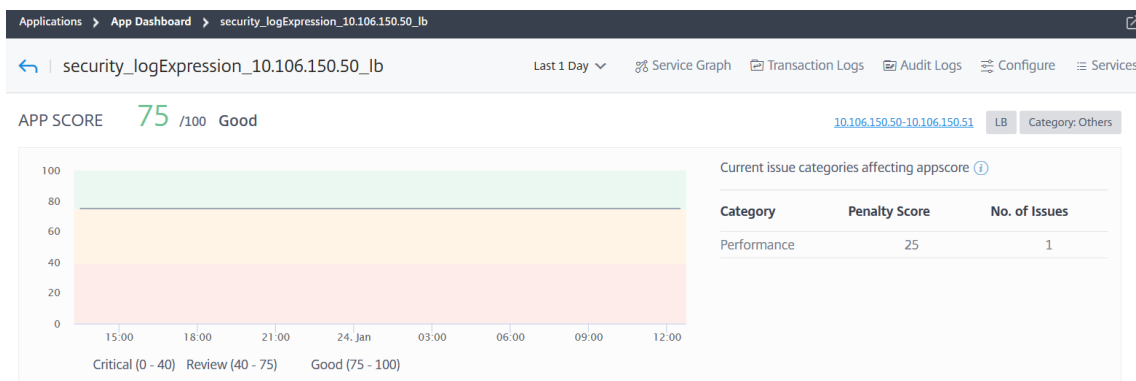 Applications > App Dashboard > security_logExpression_10.106.150.50_lb
security_logExpression_10.106.150.50_lb Last 1 Day Service Graph Transaction Logs Audit Logs Configure Services
APP SCORE 75 /100 Good 10.106.150.50-10.106.150.51 LB Category: Others
Current issue categories affecting appscore
Category Penalty Score No. of Issues
Performance 25 1
100
80
60
40
20
0
15:00 18:00 21:00 24. Jan 03:00 06:00 09:00 12:00
Critical (0 - 40) Review (40 - 75) Good (75 - 100)